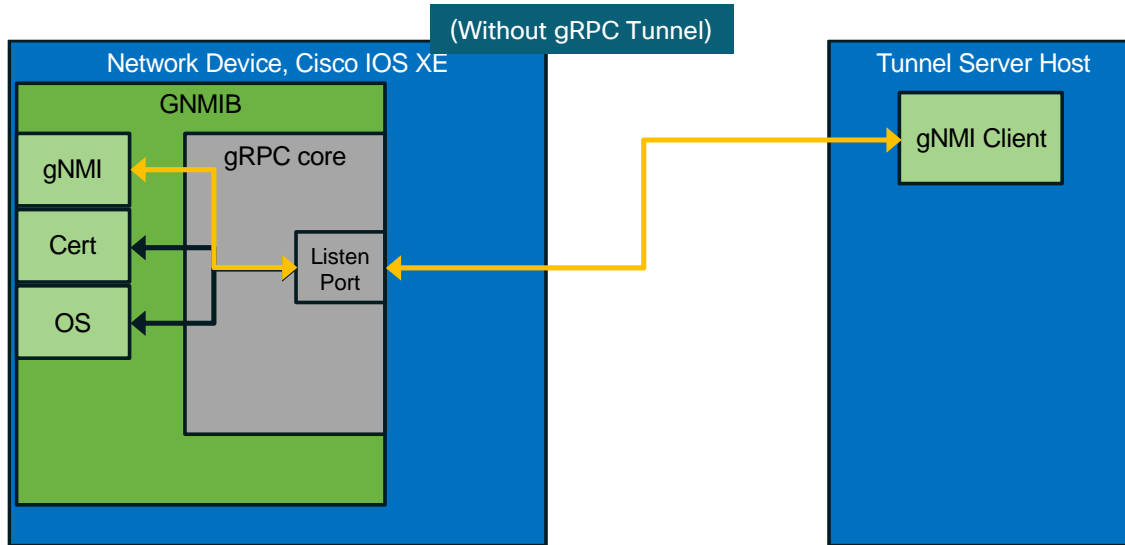 (Without gRPC Tunnel)
Network Device, Cisco IOS XE
GNMIB
gNMI
Cert
OS
gRPC core
Listen
Port
Tunnel Server Host
gNMI Client